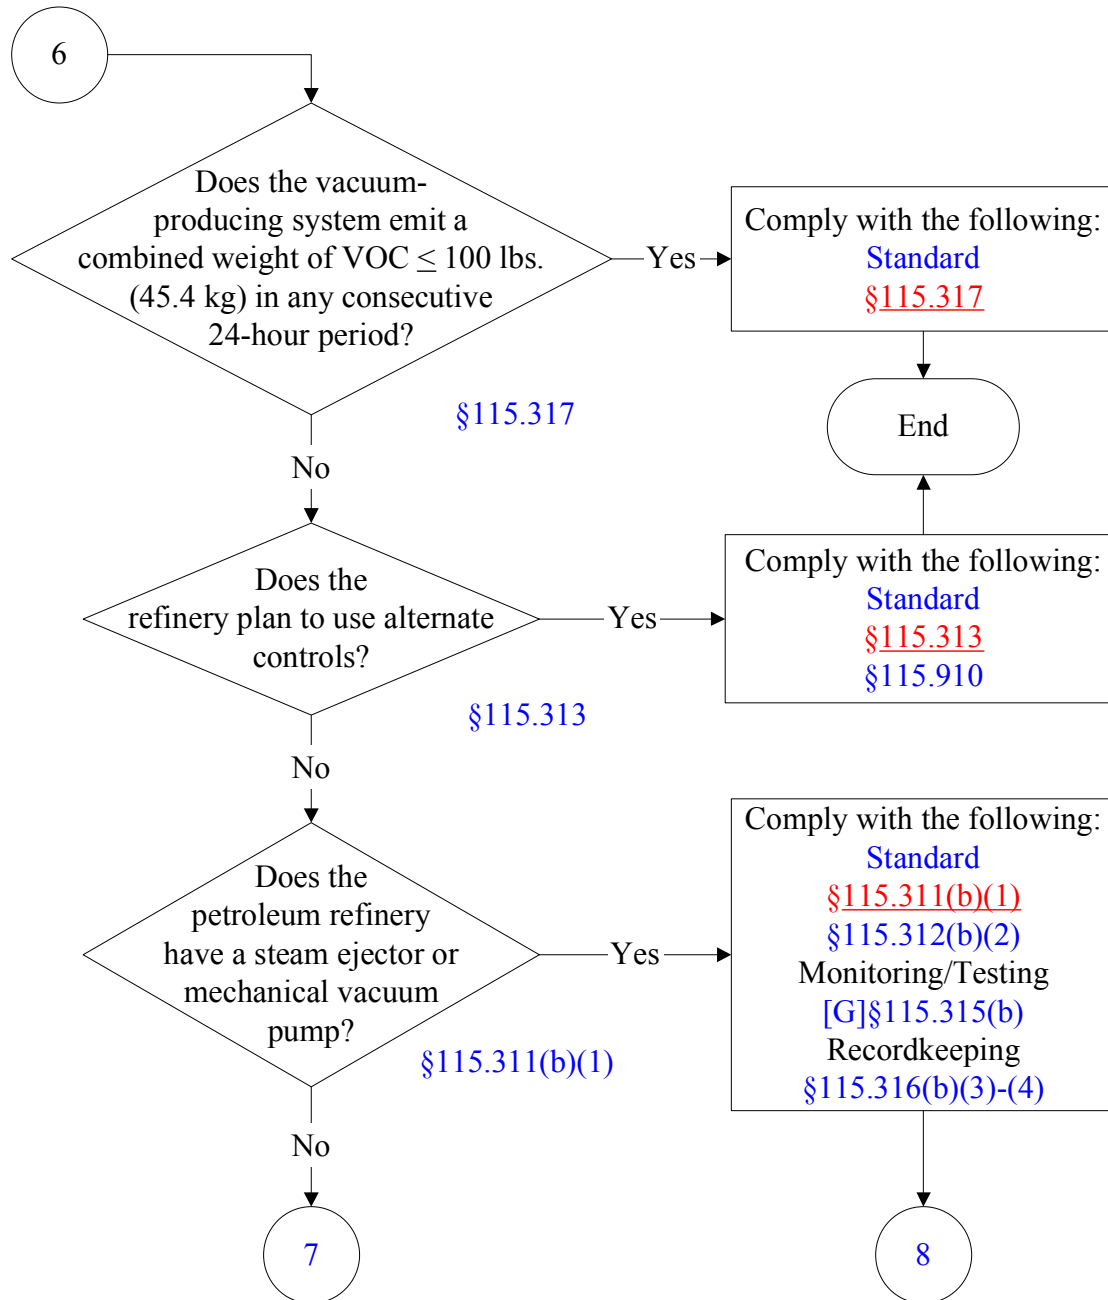 6
Does the vacuum-
producing system emit a
combined weight of VOC ≤ 100 lbs.
(45.4 kg) in any consecutive
24-hour period?
Yes
Comply with the following:
Standard
§115.317
§115.317
End
No
Does the
refinery plan to use alternate
controls?
Yes
Comply with the following:
Standard
§115.313
§115.910
§115.313
No
Does the
petroleum refinery
have a steam ejector or
mechanical vacuum
pump?
Yes
Comply with the following:
Standard
§115.311(b)(1)
§115.312(b)(2)
Monitoring/Testing
[G]§115.315(b)
Recordkeeping
§115.316(b)(3)-(4)
§115.311(b)(1)
No
7
8